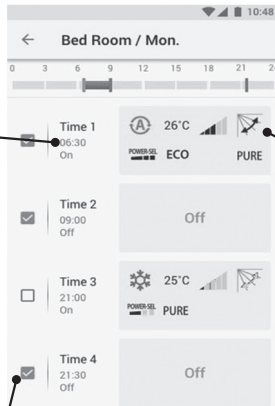 10:48
Bed Room / Mon.
0 3 6 9 12 15 18 21 2
Time 1
06:30
On
A 26°C
POWER-SEL ECO PURE
Time 2
09:00
Off
Off
Time 3
21:00
On
25°C
POWER-SEL PURE
Time 4
21:30
Off
Off